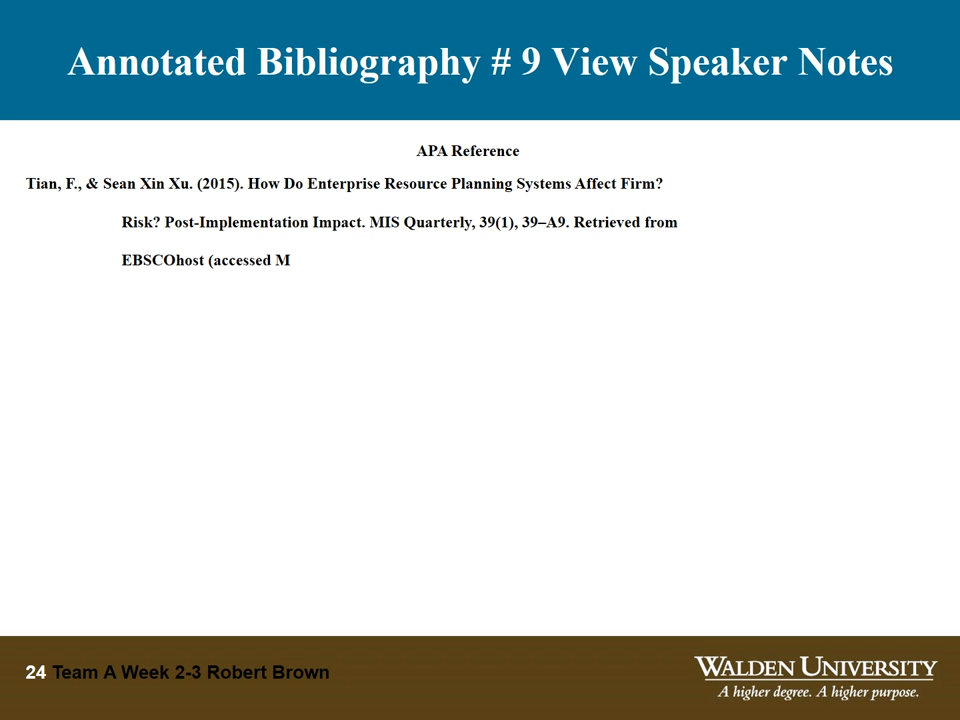 Annotated Bibliography # 9 View Speaker Notes
APA Reference
Tian, F., & Sean Xin Xu. (2015). How Do Enterprise Resource Planning Systems Affect Firm?
Risk? Post-Implementation Impact. MIS Quarterly, 39(1), 39–A9. Retrieved from
EBSCOhost (accessed M
24 Team A Week 2-3 Robert Brown
WALDEN UNIVERSITY
A higher degree. A higher purpose.